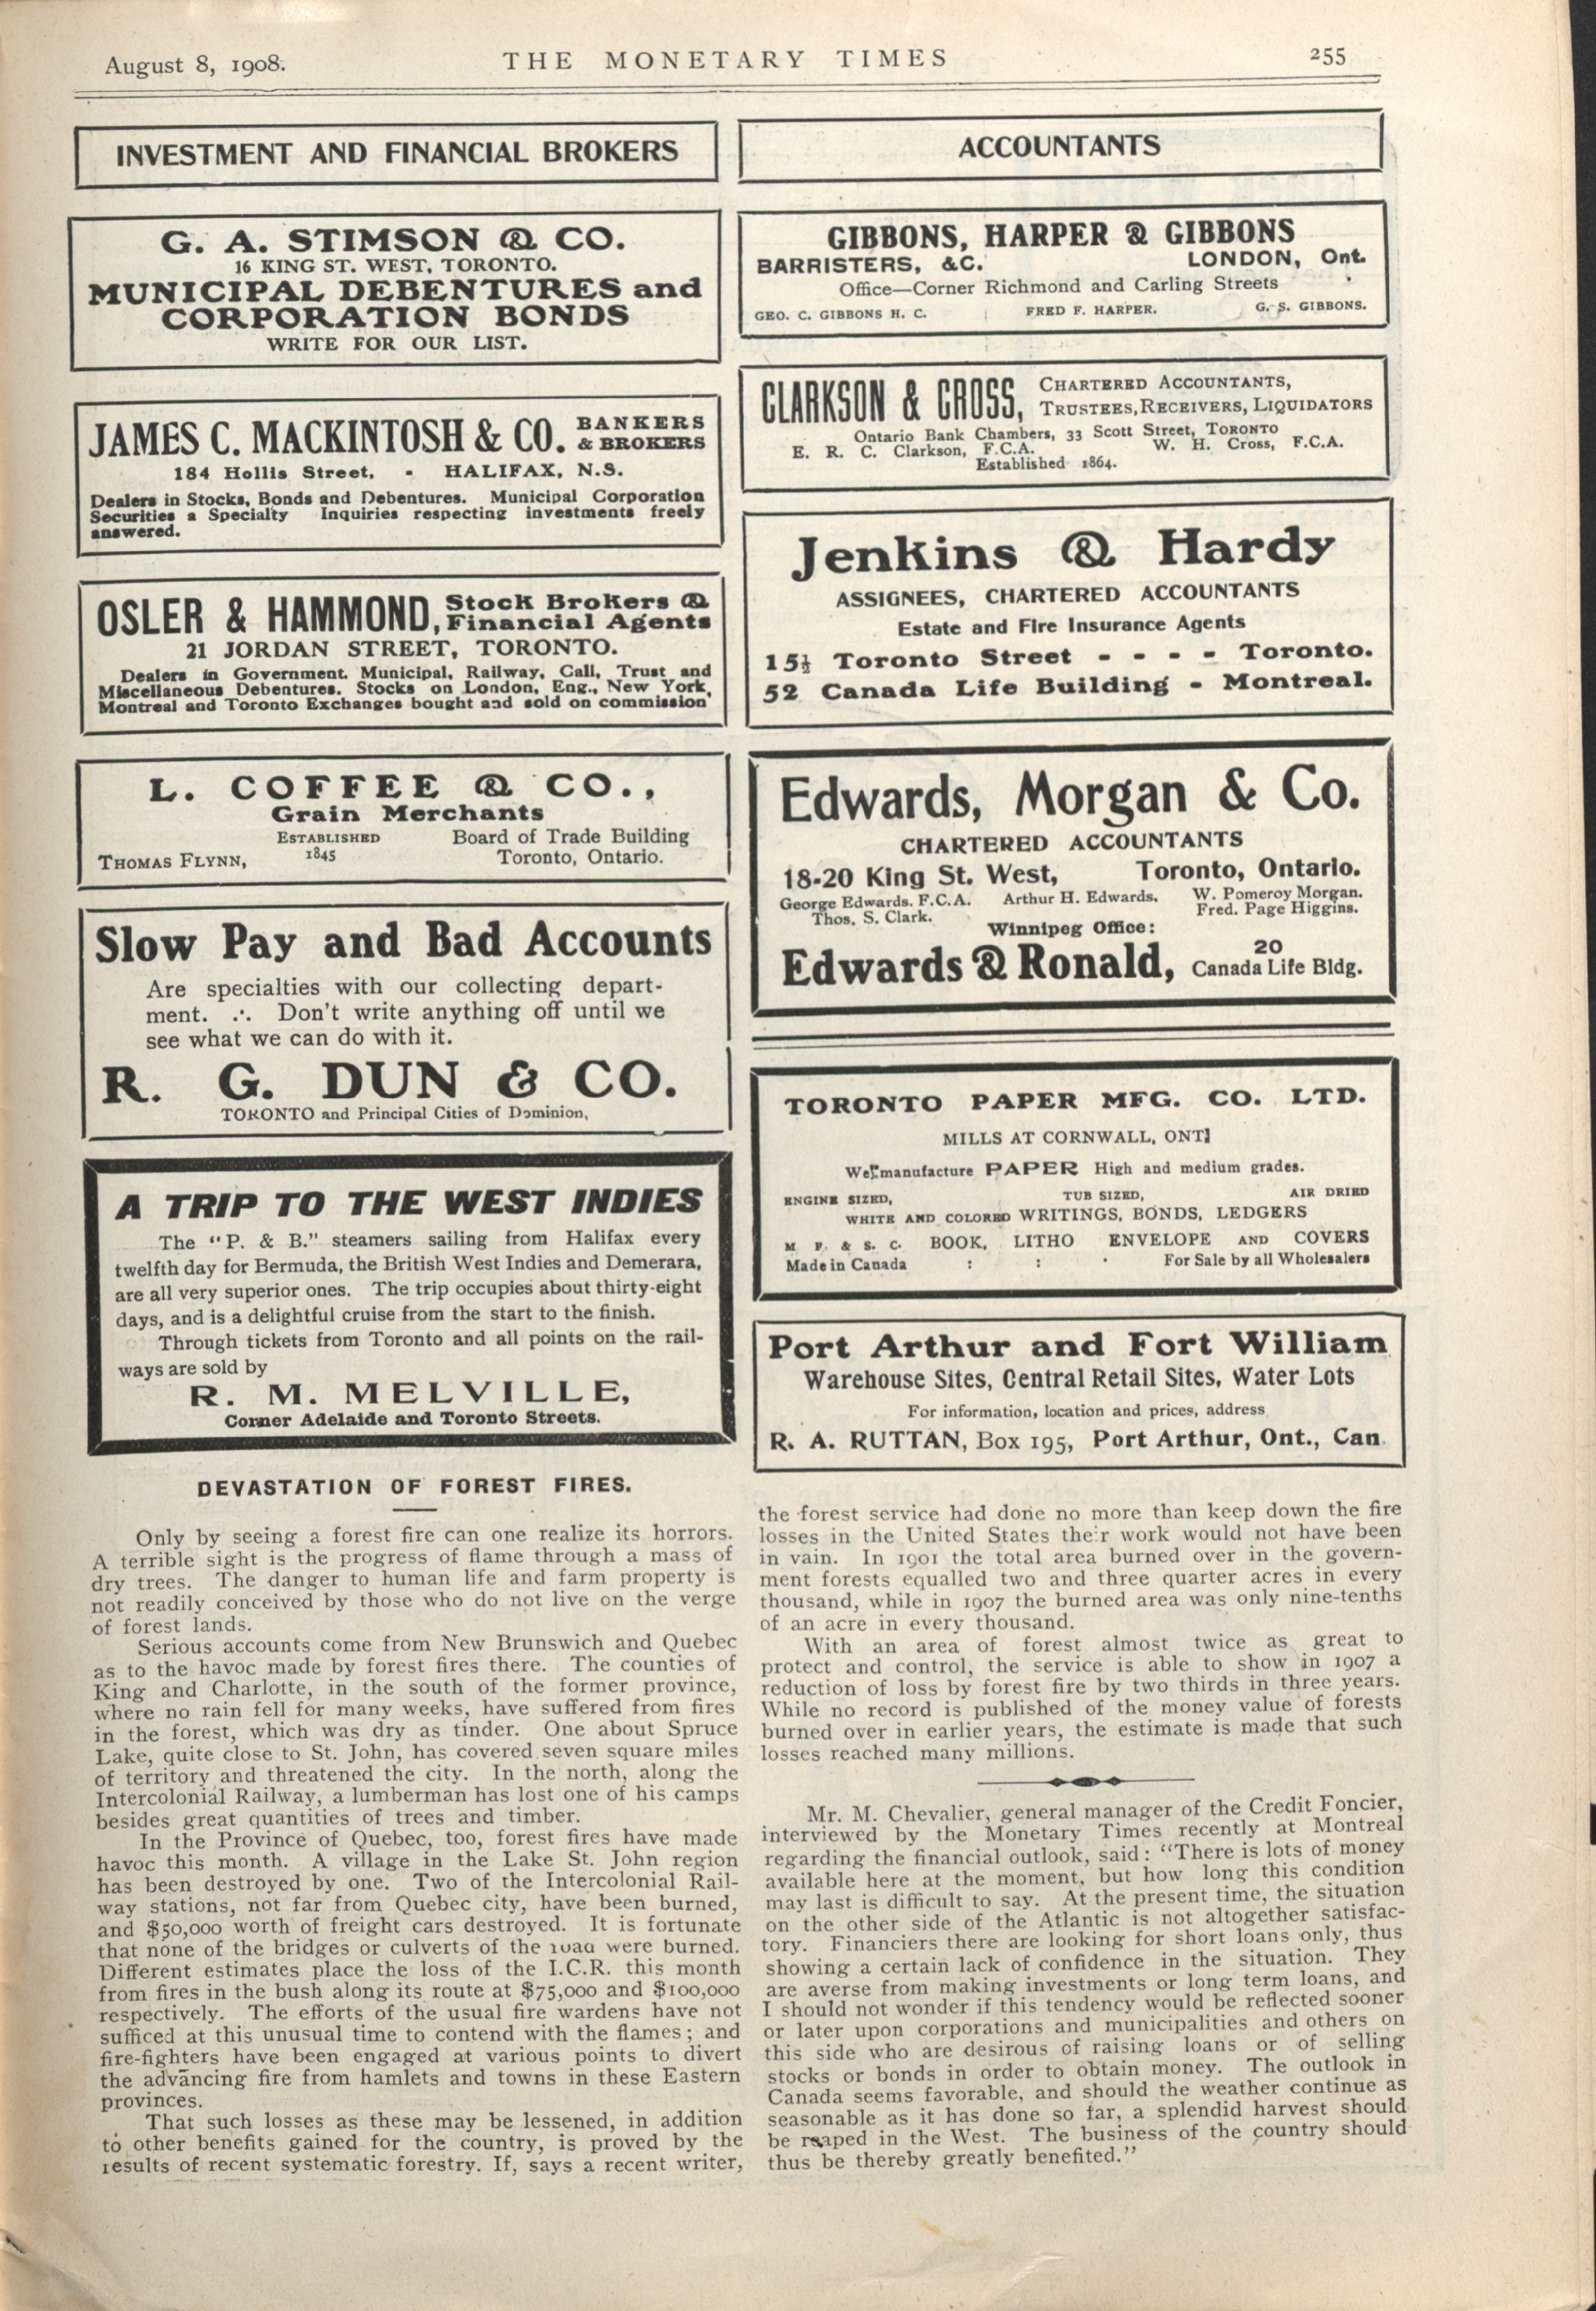 August 8, 1908.
THE MONETARY TIMES
255
INVESTMENT AND FINANCIAL BROKERS
G. A. STIMSON & CO.
16 KING ST. WEST, TORONTO.
MUNICIPAL DEBENTURES and
CORPORATION BONDS
WRITE FOR OUR LIST.
JAMES C. MACKINTOSH & CO. BANKERS
& BROKERS
184 Hollis Street, - HALIFAX, N.S.
Dealers in Stocks, Bonds and Debentures. Municipal Corporation
Securities a Specialty Inquiries respecting investments freely
answered.
OSLER & HAMMOND, Stock Brokers &
Financial Agents
21 JORDAN STREET, TORONTO.
Dealers in Government. Municipal, Railway, Call, Trust and
Miscellaneous Debentures. Stocks on London, Eng., New York,
Montreal and Toronto Exchanges bought and sold on commission
L. COFFEE & CO.,
Grain Merchants
ESTABLISHED Board of Trade Building
THOMAS FLYNN, 1845 Toronto, Ontario.
Slow Pay and Bad Accounts
Are specialties with our collecting depart-
ment. ∴ Don't write anything off until we
see what we can do with it.
R. G. DUN & CO.
TORONTO and Principal Cities of Dominion,
A TRIP TO THE WEST INDIES
The "P. & B." steamers sailing from Halifax every
twelfth day for Bermuda, the British West Indies and Demerara,
are all very superior ones. The trip occupies about thirty-eight
days, and is a delightful cruise from the start to the finish.
Through tickets from Toronto and all points on the rail-
ways are sold by
R. M. MELVILLE,
Corner Adelaide and Toronto Streets.
ACCOUNTANTS
GIBBONS, HARPER & GIBBONS
BARRISTERS, &C. LONDON, Ont.
Office—Corner Richmond and Carling Streets
GEO. C. GIBBONS H. C. FRED F. HARPER. G. S. GIBBONS.
CLARKSON & CROSS, CHARTERED ACCOUNTANTS,
TRUSTEES, RECEIVERS, LIQUIDATORS
Ontario Bank Chambers, 33 Scott Street, TORONTO
E. R. C. Clarkson, F.C.A. W. H. Cross, F.C.A.
Established 1864.
Jenkins & Hardy
ASSIGNEES, CHARTERED ACCOUNTANTS
Estate and Fire Insurance Agents
15½ Toronto Street - - - - Toronto.
52 Canada Life Building - Montreal.
Edwards, Morgan & Co.
CHARTERED ACCOUNTANTS
18-20 King St. West, Toronto, Ontario.
George Edwards. F.C.A. Arthur H. Edwards. W. Pomeroy Morgan.
Thos. S. Clark. Fred. Page Higgins.
Winnipeg Office:
Edwards & Ronald, 20
Canada Life Bldg.
TORONTO PAPER MFG. CO. LTD.
MILLS AT CORNWALL, ONT
We manufacture PAPER High and medium grades.
ENGINE SIZED, TUB SIZED, AIR DRIED
WHITE AND COLORED WRITINGS, BONDS, LEDGERS
M F. & S. C. BOOK, LITHO ENVELOPE AND COVERS
Made in Canada : : For Sale by all Wholesalers
Port Arthur and Fort William
Warehouse Sites, Central Retail Sites, Water Lots
For information, location and prices, address
R. A. RUTTAN, Box 195, Port Arthur, Ont., Can.
DEVASTATION OF FOREST FIRES.
Only by seeing a forest fire can one realize its horrors.
A terrible sight is the progress of flame through a mass of
dry trees. The danger to human life and farm property is
not readily conceived by those who do not live on the verge
of forest lands.
Serious accounts come from New Brunswich and Quebec
as to the havoc made by forest fires there. The counties of
King and Charlotte, in the south of the former province,
where no rain fell for many weeks, have suffered from fires
in the forest, which was dry as tinder. One about Spruce
Lake, quite close to St. John, has covered seven square miles
of territory and threatened the city. In the north, along the
Intercolonial Railway, a lumberman has lost one of his camps
besides great quantities of trees and timber.
In the Province of Quebec, too, forest fires have made
havoc this month. A village in the Lake St. John region
has been destroyed by one. Two of the Intercolonial Rail-
way stations, not far from Quebec city, have been burned,
and $50,000 worth of freight cars destroyed. It is fortunate
that none of the bridges or culverts of the road were burned.
Different estimates place the loss of the I.C.R. this month
from fires in the bush along its route at $75,000 and $100,000
respectively. The efforts of the usual fire wardens have not
sufficed at this unusual time to contend with the flames; and
fire-fighters have been engaged at various points to divert
the advancing fire from hamlets and towns in these Eastern
provinces.
That such losses as these may be lessened, in addition
to other benefits gained for the country, is proved by the
results of recent systematic forestry. If, says a recent writer,
the forest service had done no more than keep down the fire
losses in the United States their work would not have been
in vain. In 1901 the total area burned over in the govern-
ment forests equalled two and three quarter acres in every
thousand, while in 1907 the burned area was only nine-tenths
of an acre in every thousand.
With an area of forest almost twice as great to
protect and control, the service is able to show in 1907 a
reduction of loss by forest fire by two thirds in three years.
While no record is published of the money value of forests
burned over in earlier years, the estimate is made that such
losses reached many millions.
Mr. M. Chevalier, general manager of the Credit Foncier,
interviewed by the Monetary Times recently at Montreal
regarding the financial outlook, said: "There is lots of money
available here at the moment, but how long this condition
may last is difficult to say. At the present time, the situation
on the other side of the Atlantic is not altogether satisfac-
tory. Financiers there are looking for short loans only, thus
showing a certain lack of confidence in the situation. They
are averse from making investments or long term loans, and
I should not wonder if this tendency would be reflected sooner
or later upon corporations and municipalities and others on
this side who are desirous of raising loans or of selling
stocks or bonds in order to obtain money. The outlook in
Canada seems favorable, and should the weather continue as
seasonable as it has done so far, a splendid harvest should
be reaped in the West. The business of the country should
thus be thereby greatly benefited."